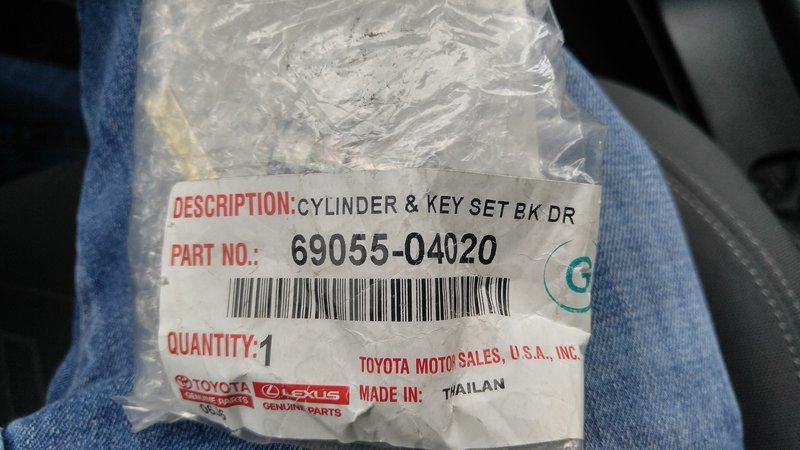 DESCRIPTION: CYLINDER & KEY SET BK DR
PART NO.: 69055-04020
G
QUANTITY: 1
TOYOTA MOTOR SALES, U.S.A., INC.
TOYOTA GENUINE PARTS
LEXUS GENUINE PARTS
MADE IN: THAILAN